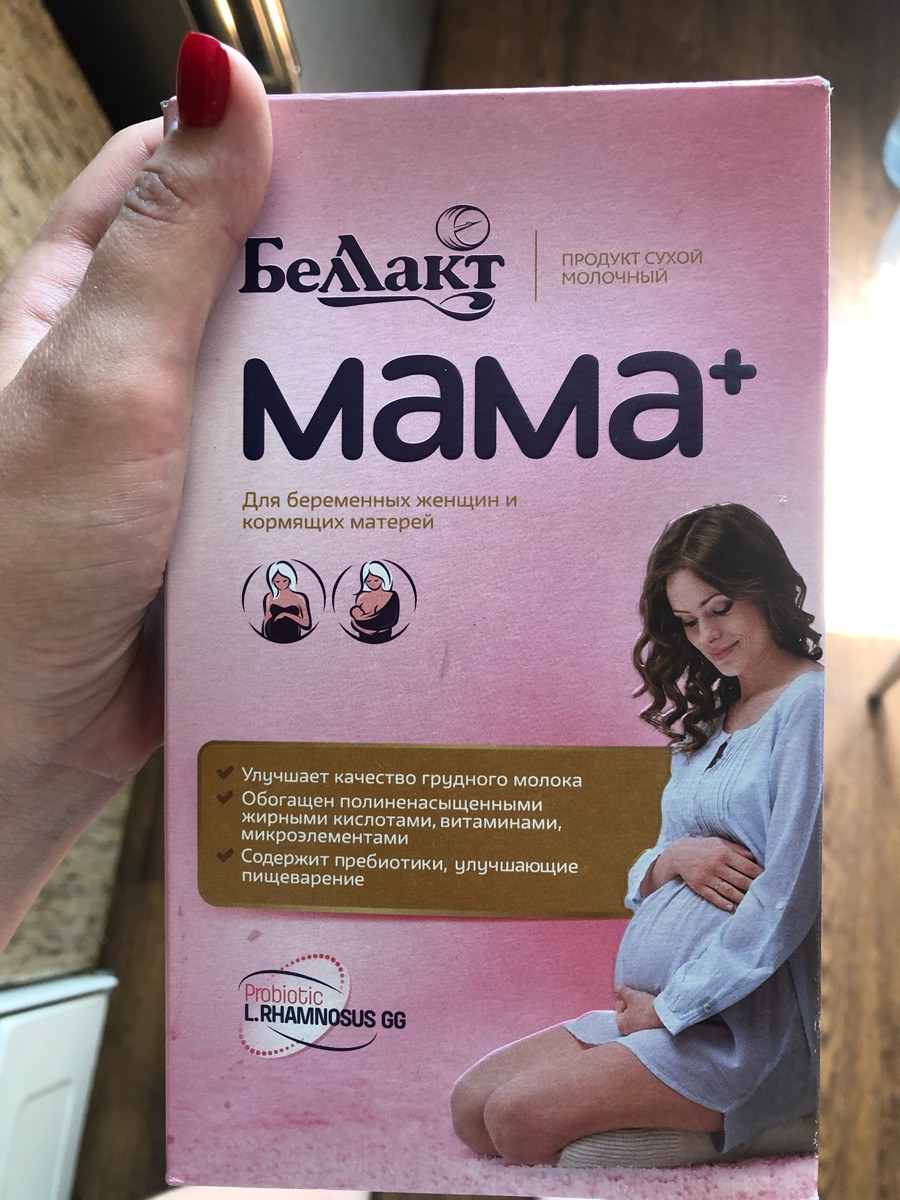 Беллакт
ПРОДУКТ СУХОЙ
МОЛОЧНЫЙ
мама+
Для беременных женщин и
кормящих матерей
Улучшает качество грудного молока
Обогащен полиненасыщенными
жирными кислотами, витаминами,
микроэлементами
Содержит пребиотики, улучшающие
пищеварение
Probiotic
L.RHAMNOSUS GG